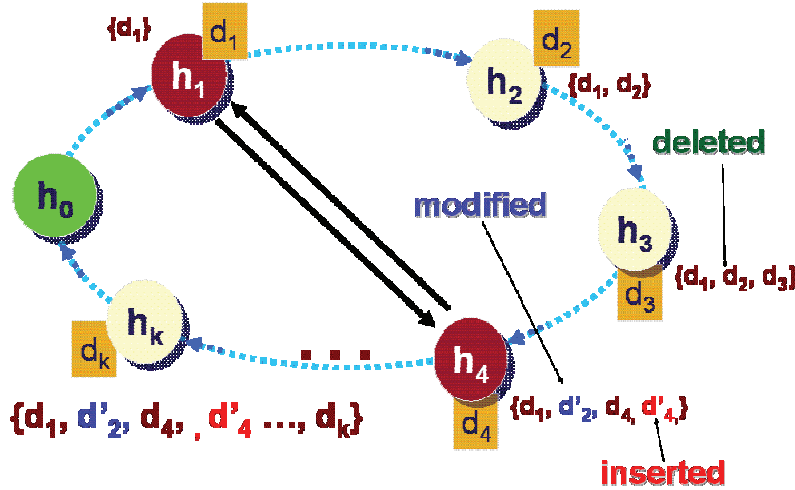 {d₁}
d₁
h₁
d₂
h₂
{d₁, d₂}
deleted
h₀
modified
h₃
{d₁, d₂, d₃]
d₃
hₖ
dₖ
. . .
h₄
d₄
{d₁, d'₂, d₄, d'₄,}
{d₁, d'₂, d₄, , d'₄ ..., dₖ}
inserted